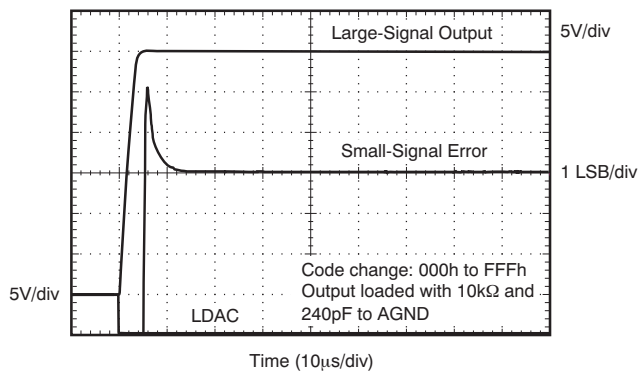 Large-Signal Output
5V/div
Small-Signal Error
1 LSB/div
Code change: 000h to FFFh
Output loaded with 10kΩ and
240pF to AGND
5V/div
LDAC
Time (10μs/div)